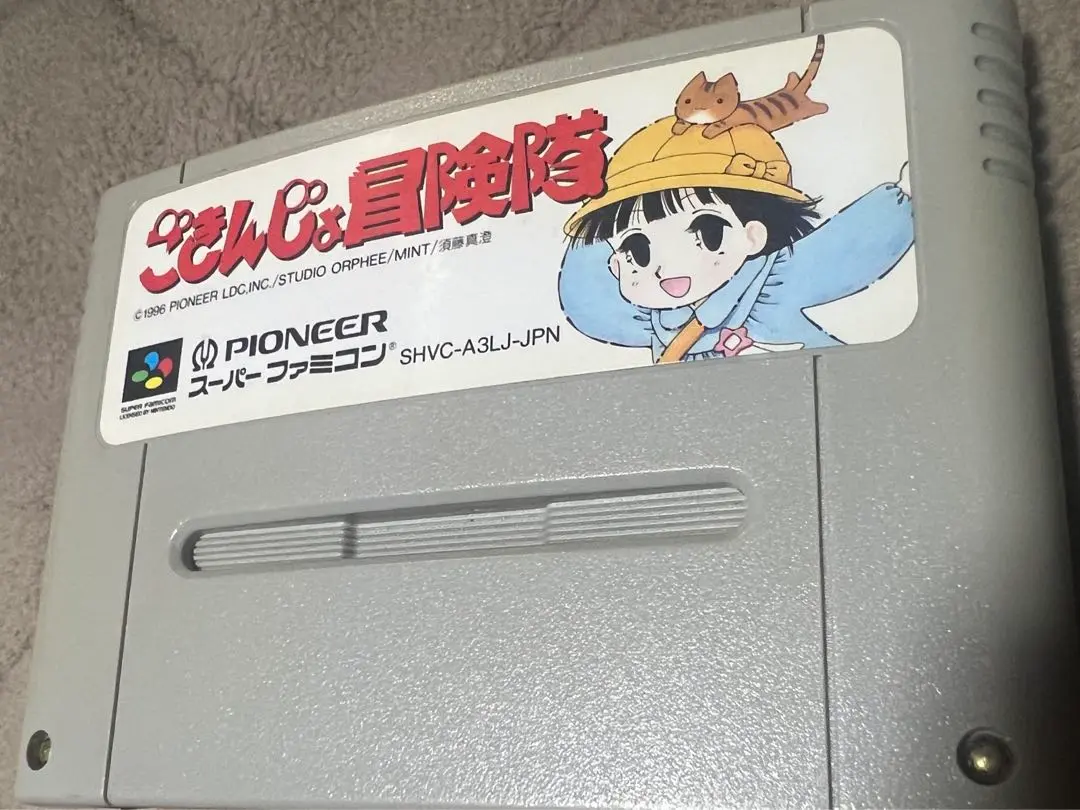 ごきんじょ冒険隊
©1996 PIONEER LDC,INC./STUDIO ORPHEE/MINT/須藤真澄
PIONEER
スーパーファミコン® SHVC-A3LJ-JPN
SUPER FAMICOM
LICENSED BY NINTENDO